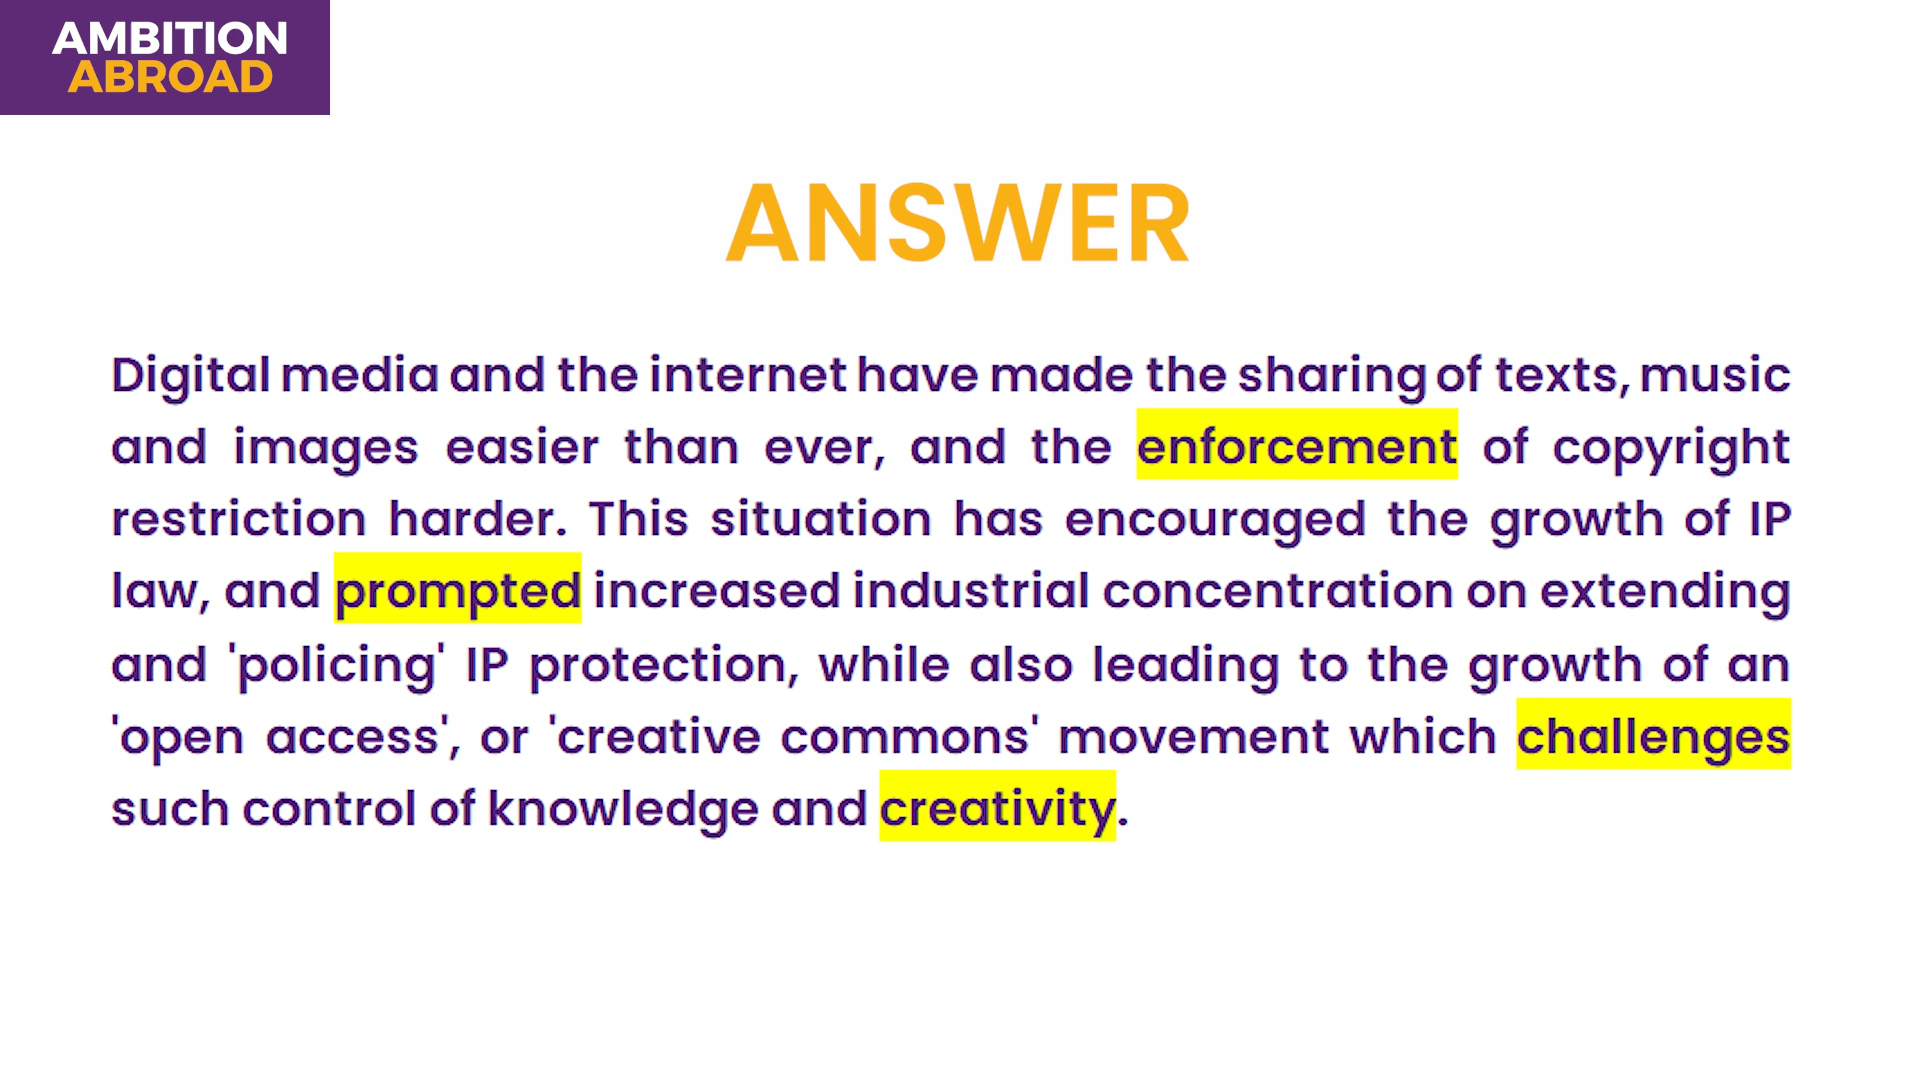 AMBITION
ABROAD
ANSWER
Digital media and the internet have made the sharing of texts, music
and images easier than ever, and the enforcement of copyright
restriction harder. This situation has encouraged the growth of IP
law, and prompted increased industrial concentration on extending
and 'policing' IP protection, while also leading to the growth of an
'open access', or 'creative commons' movement which challenges
such control of knowledge and creativity.